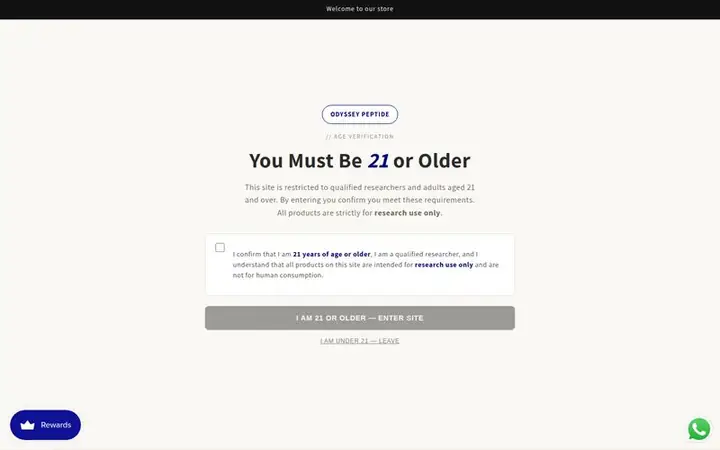 Welcome to our store
ODYSSEY PEPTIDE
// AGE VERIFICATION
You Must Be 21 or Older
This site is restricted to qualified researchers and adults aged 21
and over. By entering you confirm you meet these requirements.
All products are strictly for research use only.
I confirm that I am 21 years of age or older, I am a qualified researcher, and I
understand that all products on this site are intended for research use only and are
not for human consumption.
I AM 21 OR OLDER — ENTER SITE
I AM UNDER 21 — LEAVE
Rewards